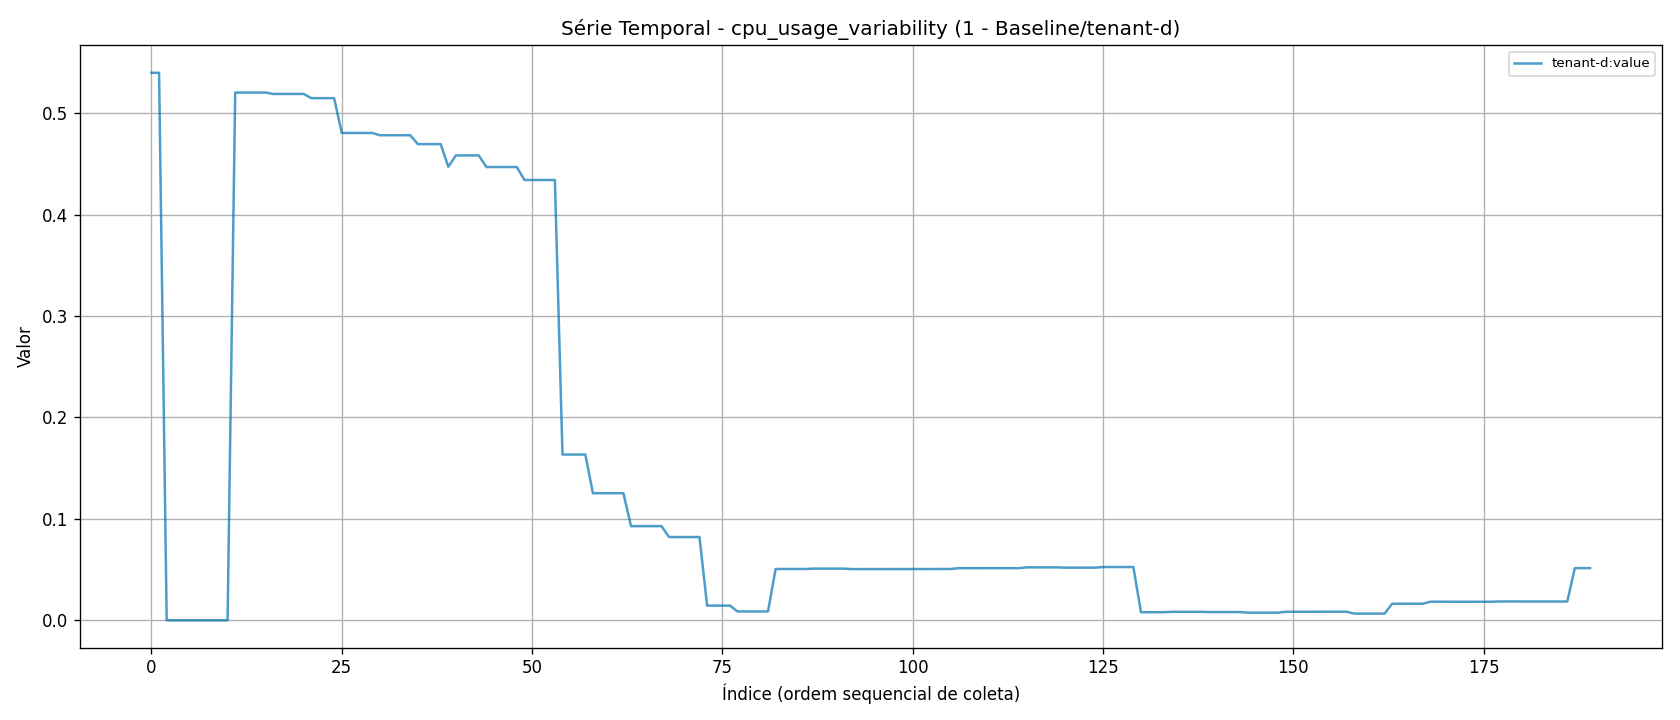 Série Temporal - cpu_usage_variability (1 - Baseline/tenant-d)
tenant-d:value
0.5
0.4
0.3
0.2
0.1
0.0
Valor
0 25 50 75 100 125 150 175
Índice (ordem sequencial de coleta)